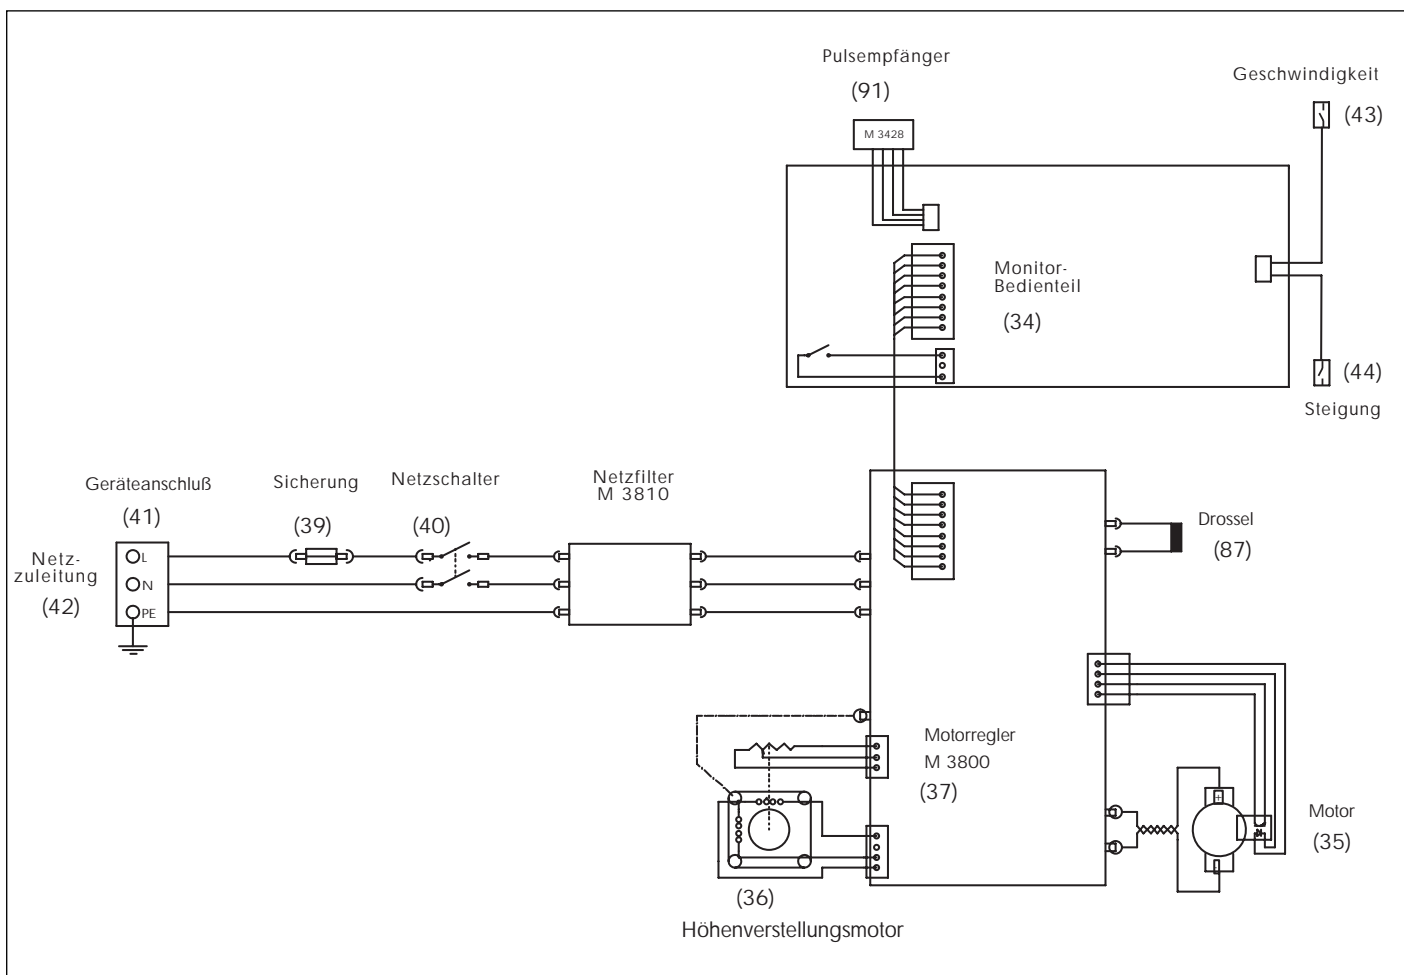 Pulsempfänger
(91)
M 3428
Geschwindigkeit
(43)
Monitor-
Bedienteil
(34)
(44)
Steigung
Geräteanschluß
(41)
Sicherung
(39)
Netzschalter
(40)
Netzfilter
M 3810
Netz-
zuleitung
(42)
L
N
PE
Drossel
(87)
Motorregler
M 3800
(37)
Motor
(35)
+
-
(36)
Höhenverstellungsmotor